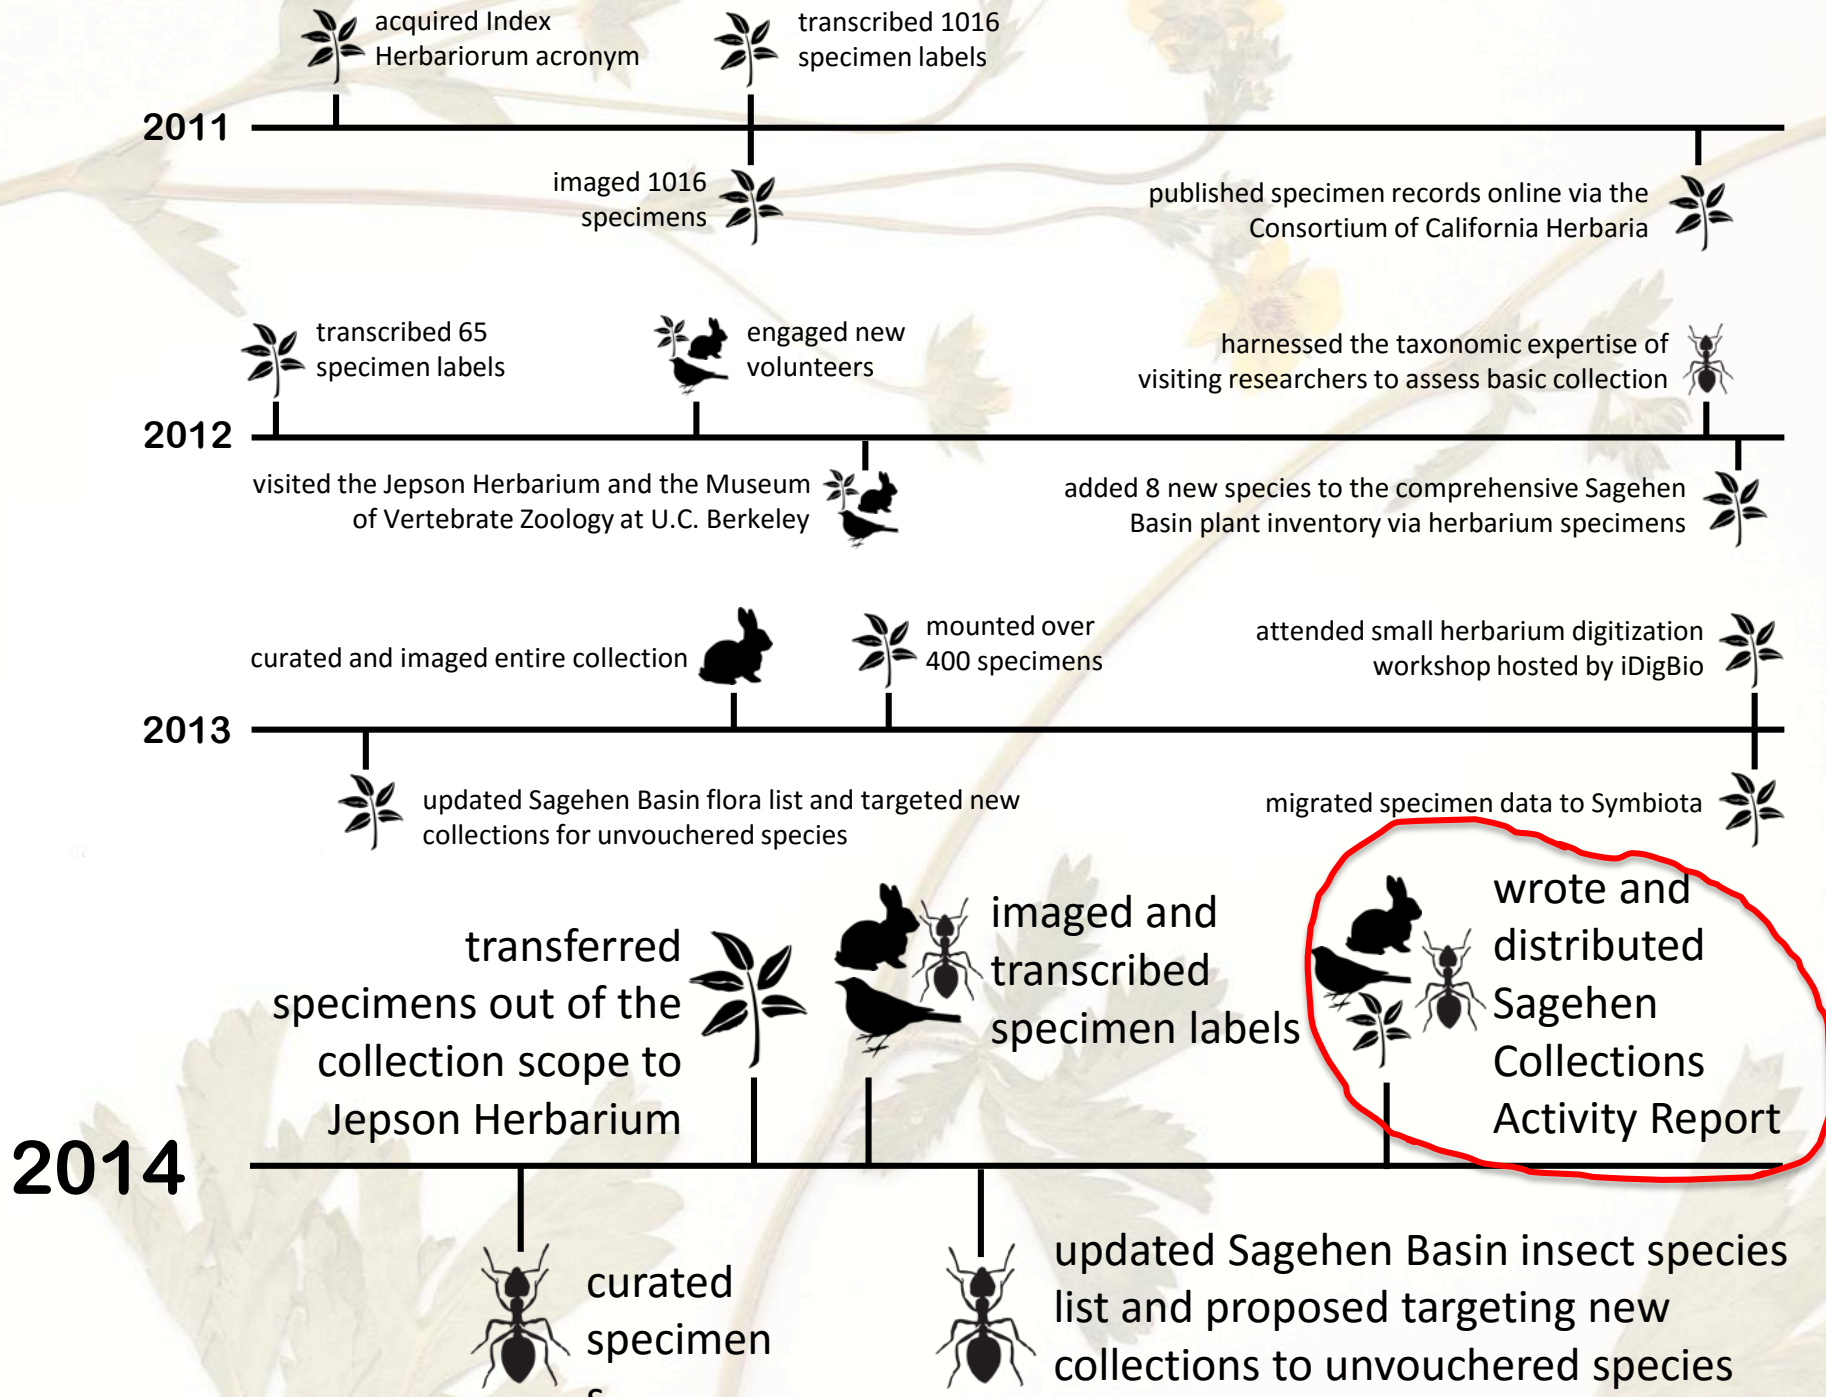 acquired Index
Herbariorum acronym
transcribed 1016
specimen labels
2011
imaged 1016
specimens
published specimen records online via the
Consortium of California Herbaria
transcribed 65
specimen labels
engaged new
volunteers
harnessed the taxonomic expertise of
visiting researchers to assess basic collection
2012
visited the Jepson Herbarium and the Museum
of Vertebrate Zoology at U.C. Berkeley
added 8 new species to the comprehensive Sagehen
Basin plant inventory via herbarium specimens
curated and imaged entire collection
mounted over
400 specimens
attended small herbarium digitization
workshop hosted by iDigBio
2013
updated Sagehen Basin flora list and targeted new
collections for unvouchered species
migrated specimen data to Symbiota
transferred
specimens out of the
collection scope to
Jepson Herbarium
imaged and
transcribed
specimen labels
wrote and
distributed
Sagehen
Collections
Activity Report
2014
curated
specimen
s
updated Sagehen Basin insect species
list and proposed targeting new
collections to unvouchered species